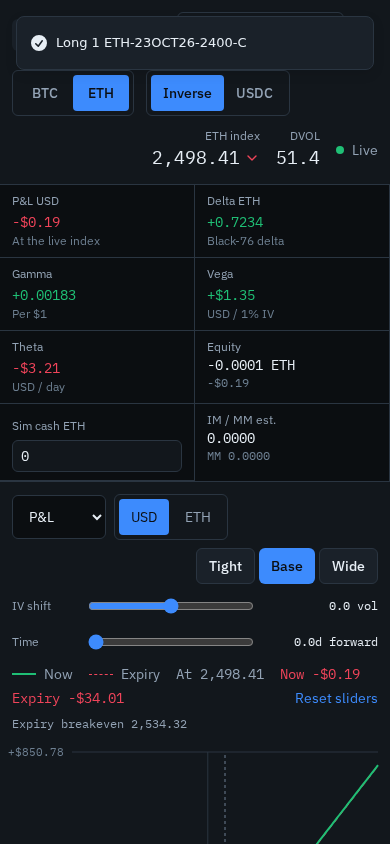 Long 1 ETH-23OCT26-2400-C
BTC ETH Inverse USDC
ETH index DVOL
2,498.41 51.4 Live
P&L USD Delta ETH
-$0.19 +0.7234
At the live index Black-76 delta
Gamma Vega
+0.00183 +$1.35
Per $1 USD / 1% IV
Theta Equity
-$3.21 -0.0001 ETH
USD / day -$0.19
Sim cash ETH IM / MM est.
0 0.0000
MM 0.0000
P&L USD ETH
Tight Base Wide
IV shift 0.0 vol
Time 0.0d forward
Now Expiry At 2,498.41 Now -$0.19
Expiry -$34.01 Reset sliders
Expiry breakeven 2,534.32
+$850.78